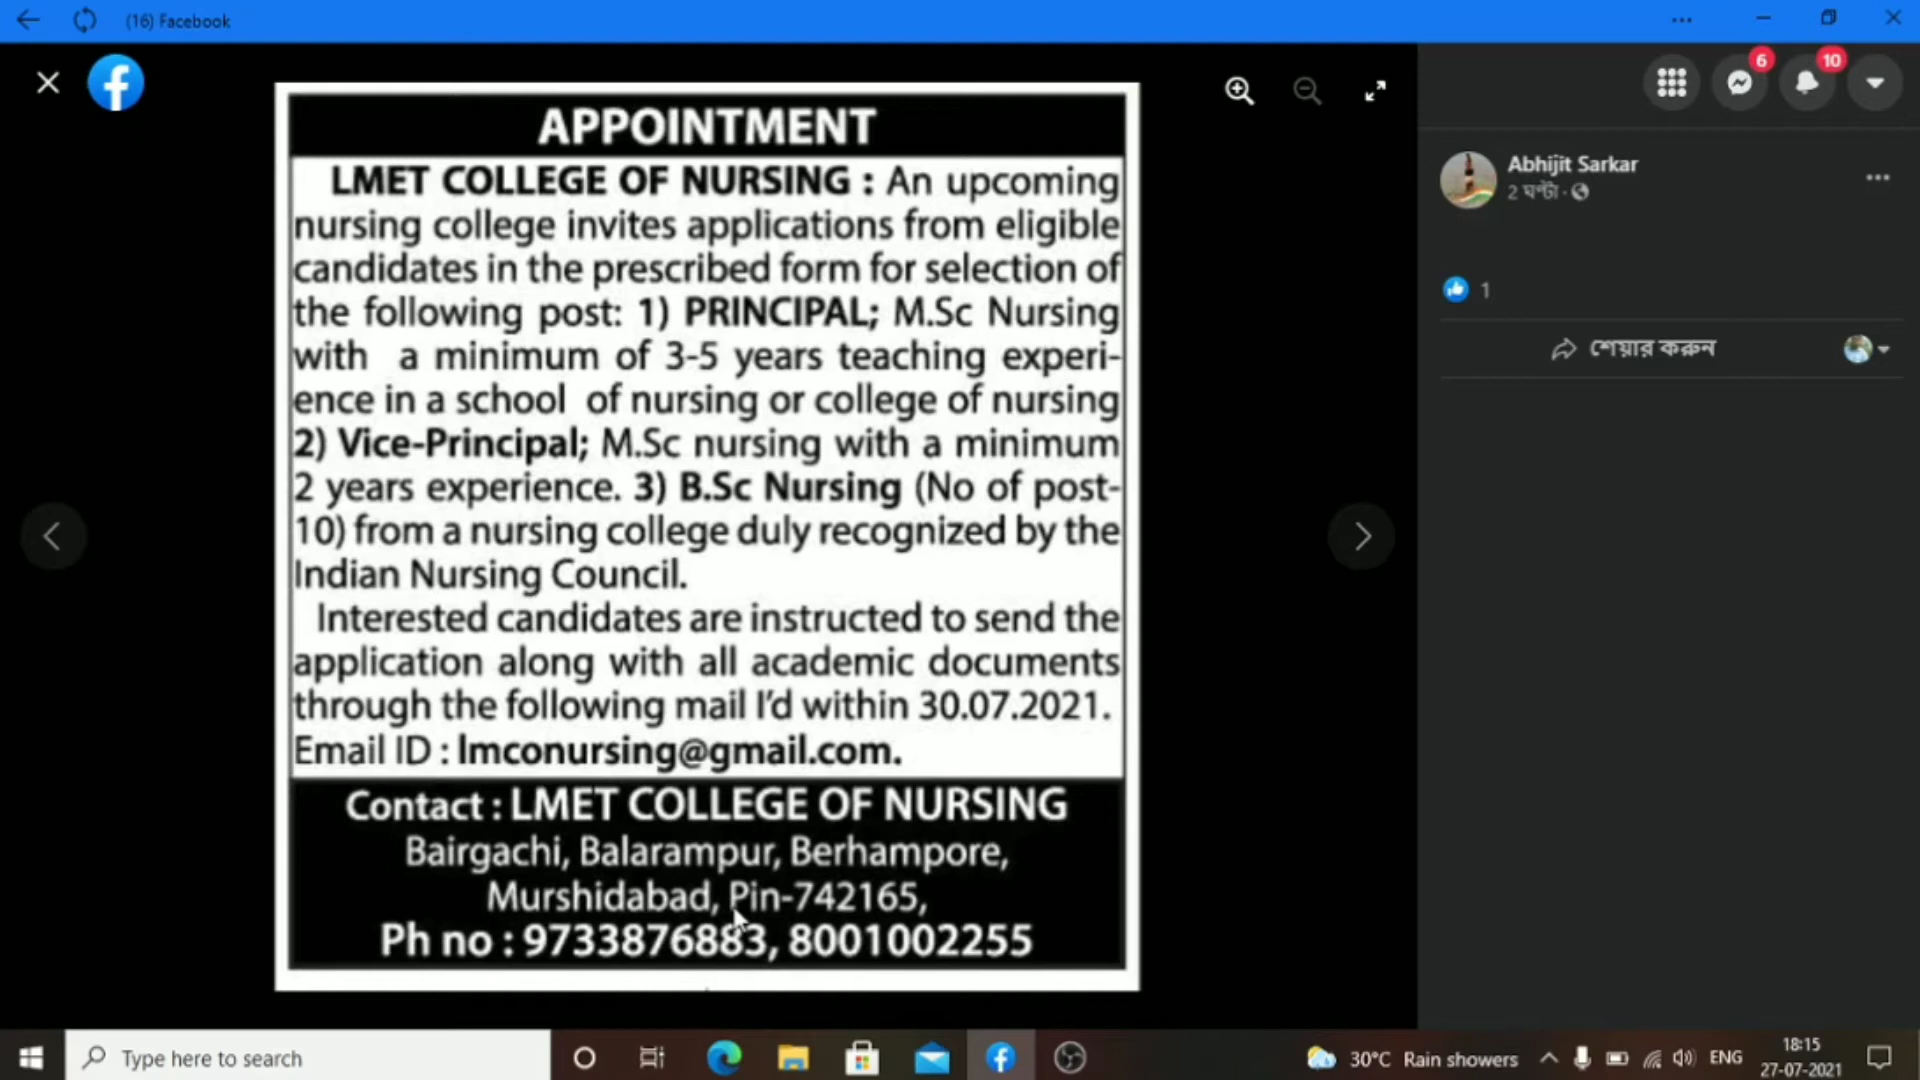 (16) Facebook
6
10
APPOINTMENT
LMET COLLEGE OF NURSING : An upcoming
nursing college invites applications from eligible
candidates in the prescribed form for selection of
the following post: 1) PRINCIPAL; M.Sc Nursing
with a minimum of 3-5 years teaching experi-
ence in a school of nursing or college of nursing
2) Vice-Principal; M.Sc nursing with a minimum
2 years experience. 3) B.Sc Nursing (No of post-
10) from a nursing college duly recognized by the
Indian Nursing Council.
Interested candidates are instructed to send the
application along with all academic documents
through the following mail I'd within 30.07.2021.
Email ID : lmconursing@gmail.com.
Contact : LMET COLLEGE OF NURSING
Bairgachi, Balarampur, Berhampore,
Murshidabad, Pin-742165,
Ph no : 9733876883, 8001002255
Abhijit Sarkar
2 ঘণ্টা ·
1
শেয়ার করুন
Type here to search
30°C Rain showers
ENG
18:15
27-07-2021